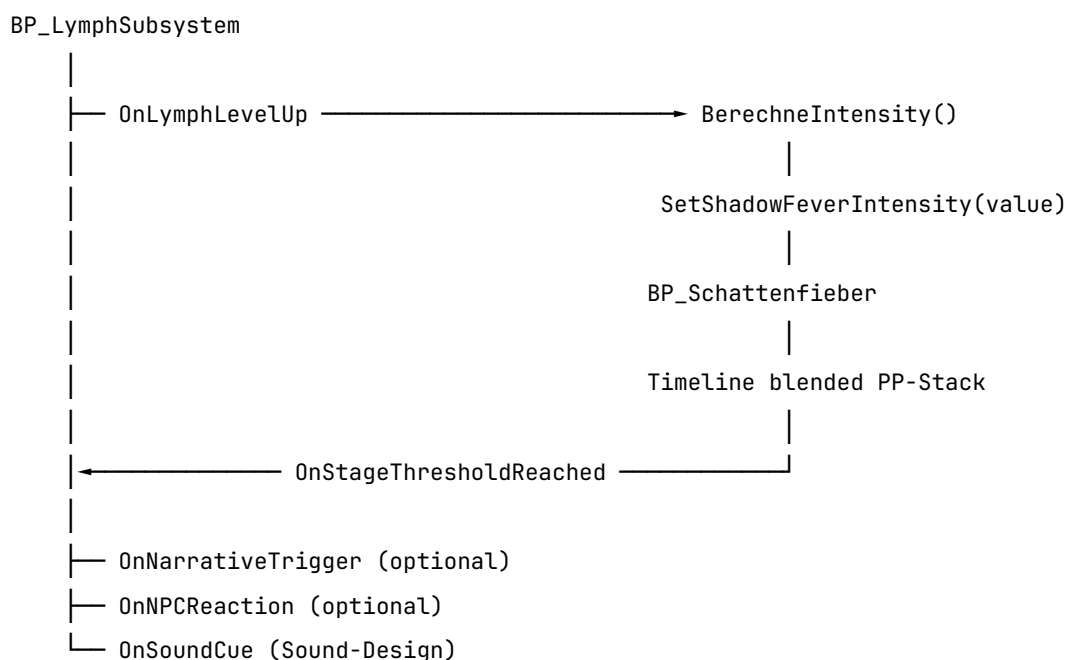 BP_LymphSubsystem
OnLymphLevelUp BerechneIntensity()
SetShadowFeverIntensity(value)
BP_Schattenfieber
Timeline blended PP-Stack
OnStageThresholdReached
OnNarrativeTrigger (optional)
OnNPCReaction (optional)
OnSoundCue (Sound-Design)